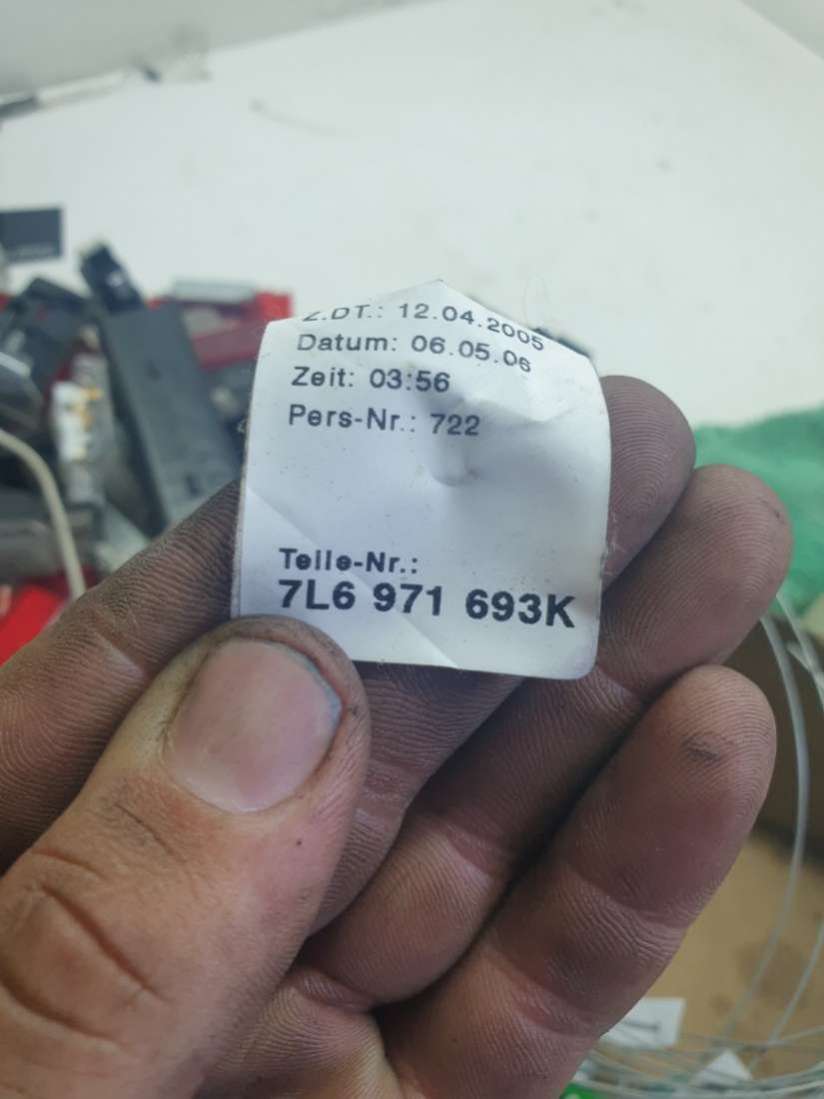 Z.DT.: 12.04.2005
Datum: 06.05.06
Zeit: 03:56
Pers-Nr.: 722
Teile-Nr.:
7L6 971 693K